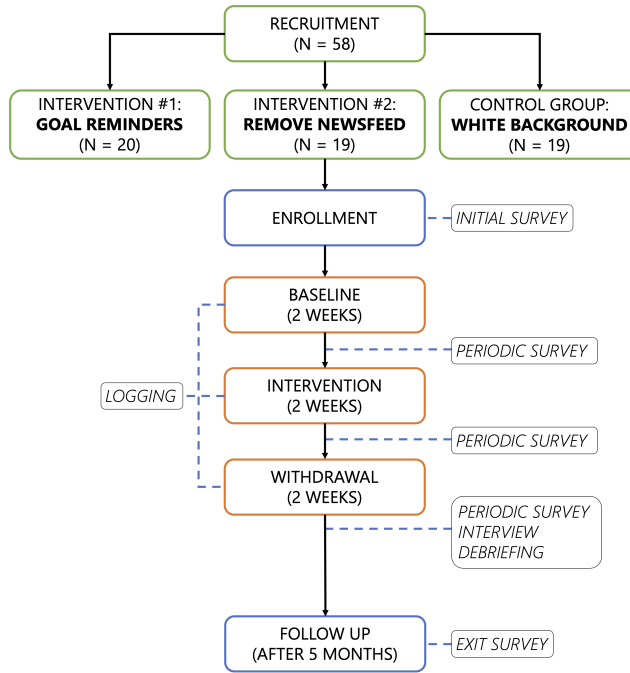 RECRUITMENT
(N = 58)
INTERVENTION #1:
GOAL REMINDERS
(N = 20)
INTERVENTION #2:
REMOVE NEWSFEED
(N = 19)
CONTROL GROUP:
WHITE BACKGROUND
(N = 19)
ENROLLMENT
INITIAL SURVEY
BASELINE
(2 WEEKS)
PERIODIC SURVEY
LOGGING
INTERVENTION
(2 WEEKS)
PERIODIC SURVEY
WITHDRAWAL
(2 WEEKS)
PERIODIC SURVEY
INTERVIEW
DEBRIEFING
FOLLOW UP
(AFTER 5 MONTHS)
EXIT SURVEY